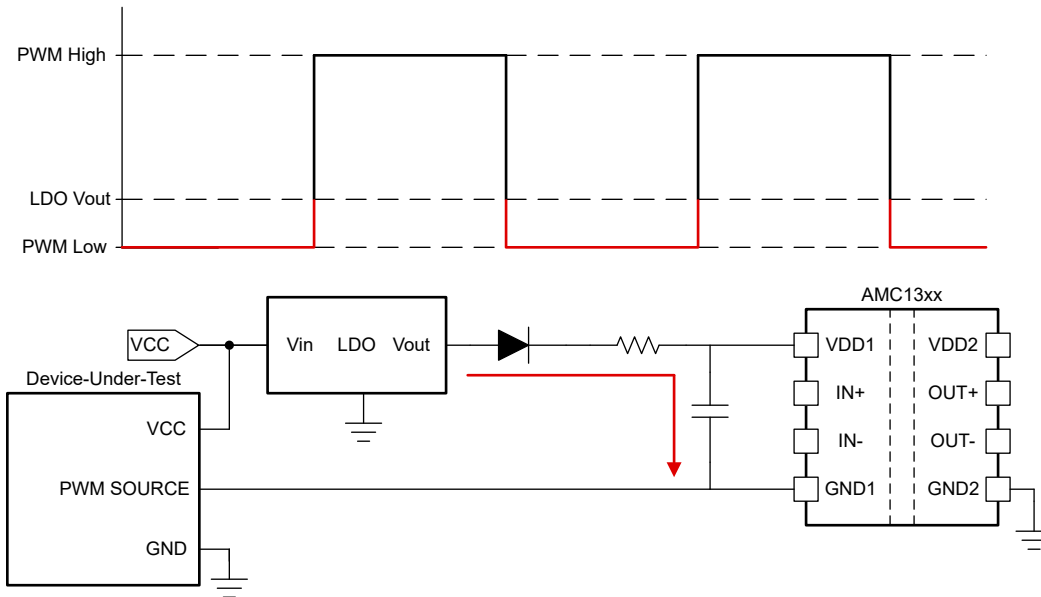 PWM High
LDO Vout
PWM Low
AMC13xx
VCC
Vin LDO Vout
VDD1 VDD2
Device-Under-Test
IN+ OUT+
VCC
IN- OUT-
PWM SOURCE
GND1 GND2
GND